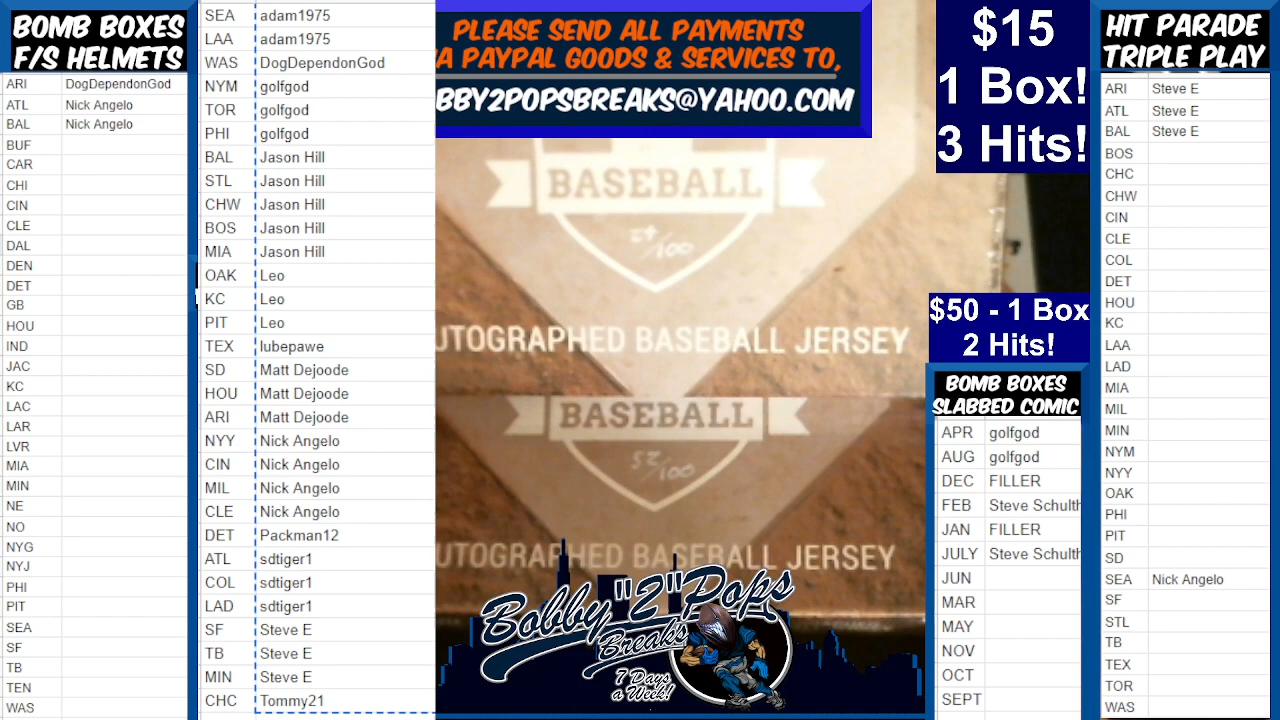 BOMB BOXES
F/S HELMETS
ARI DogDependonGod
ATL Nick Angelo
BAL Nick Angelo
BUF
CAR
CHI
CIN
CLE
DAL
DEN
DET
GB
HOU
IND
JAC
KC
LAC
LAR
LVR
MIA
MIN
NE
NO
NYG
NYJ
PHI
PIT
SEA
SF
TB
TEN
WAS
SEA adam1975
LAA adam1975
WAS DogDependonGod
NYM golfgod
TOR golfgod
PHI golfgod
BAL Jason Hill
STL Jason Hill
CHW Jason Hill
BOS Jason Hill
MIA Jason Hill
OAK Leo
KC Leo
PIT Leo
TEX lubepawe
SD Matt Dejoode
HOU Matt Dejoode
ARI Matt Dejoode
NYY Nick Angelo
CIN Nick Angelo
MIL Nick Angelo
CLE Nick Angelo
DET Packman12
ATL sdtiger1
COL sdtiger1
LAD sdtiger1
SF Steve E
TB Steve E
MIN Steve E
CHC Tommy21
PLEASE SEND ALL PAYMENTS
A PAYPAL GOODS & SERVICES TO,
BBY2POPSBREAKS@YAHOO.COM
BASEBALL
24/100
UTOGRAPHED BASEBALL JERSEY
BASEBALL
52/100
UTOGRAPHED BASEBALL JERSEY
Bobby "2" Pops
Breaks
7 Days
a Week!
$15
1 Box!
3 Hits!
$50 - 1 Box
2 Hits!
BOMB BOXES
SLABBED COMIC
APR golfgod
AUG golfgod
DEC FILLER
FEB Steve Schulth
JAN FILLER
JULY Steve Schulth
JUN
MAR
MAY
NOV
OCT
SEPT
HIT PARADE
TRIPLE PLAY
ARI Steve E
ATL Steve E
BAL Steve E
BOS
CHC
CHW
CIN
CLE
COL
DET
HOU
KC
LAA
LAD
MIA
MIL
MIN
NYM
NYY
OAK
PHI
PIT
SD
SEA Nick Angelo
SF
STL
TB
TEX
TOR
WAS